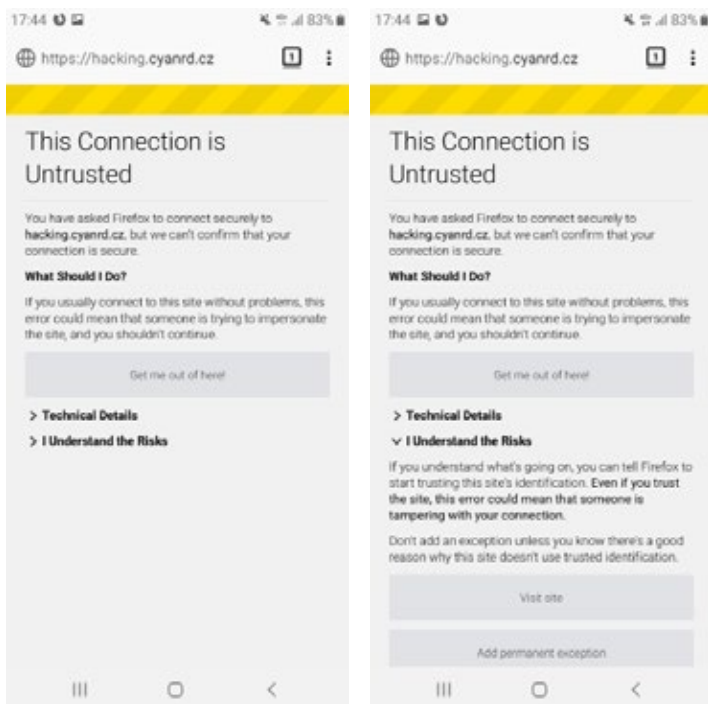 17:44 83%
https://hacking.cyanrd.cz 1
This Connection is
Untrusted
You have asked Firefox to connect securely to
hacking.cyanrd.cz, but we can't confirm that your
connection is secure.
What Should I Do?
If you usually connect to this site without problems, this
error could mean that someone is trying to impersonate
the site, and you shouldn't continue.
Get me out of here!
Technical Details
I Understand the Risks
17:44 83%
https://hacking.cyanrd.cz 1
This Connection is
Untrusted
You have asked Firefox to connect securely to
hacking.cyanrd.cz, but we can't confirm that your
connection is secure.
What Should I Do?
If you usually connect to this site without problems, this
error could mean that someone is trying to impersonate
the site, and you shouldn't continue.
Get me out of here!
Technical Details
I Understand the Risks
If you understand what's going on, you can tell Firefox to
start trusting this site's identification. Even if you trust
the site, this error could mean that someone is
tampering with your connection.
Don't add an exception unless you know there's a good
reason why this site doesn't use trusted identification.
Visit site
Add permanent exception